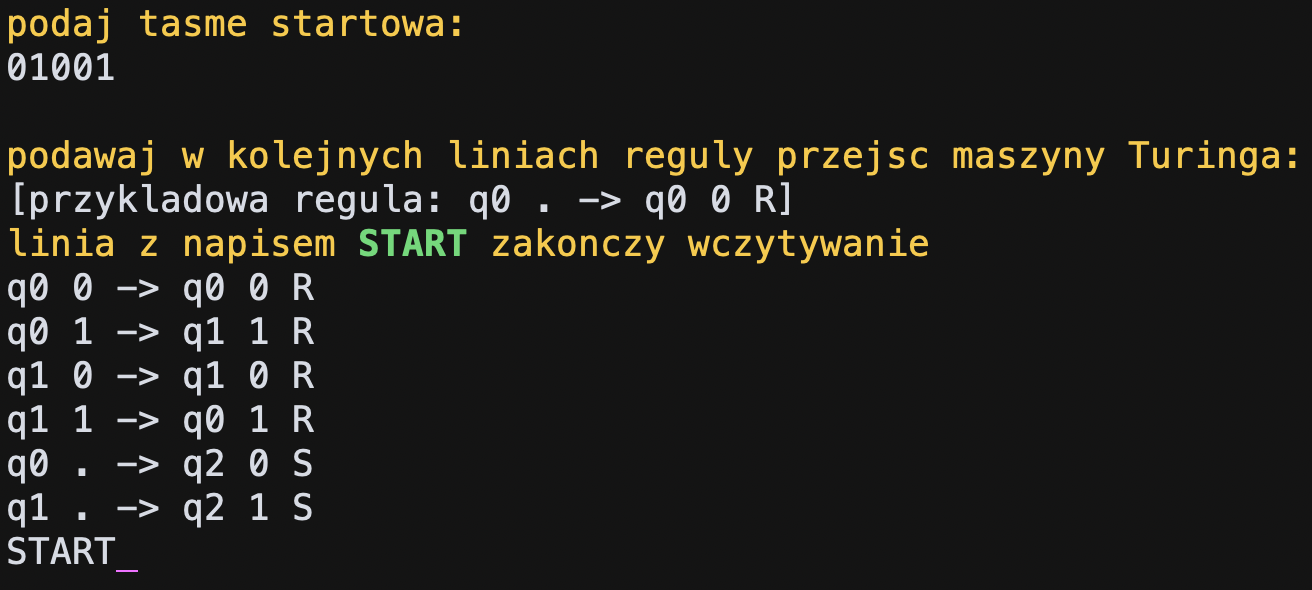 podaj tasme startowa:
01001
podawaj w kolejnych liniach reguly przejsc maszyny Turinga:
[przykladowa regula: q0 . -> q0 0 R]
linia z napisem START zakonczy wczytywanie
q0 0 -> q0 0 R
q0 1 -> q1 1 R
q1 0 -> q1 0 R
q1 1 -> q0 1 R
q0 . -> q2 0 S
q1 . -> q2 1 S
START_